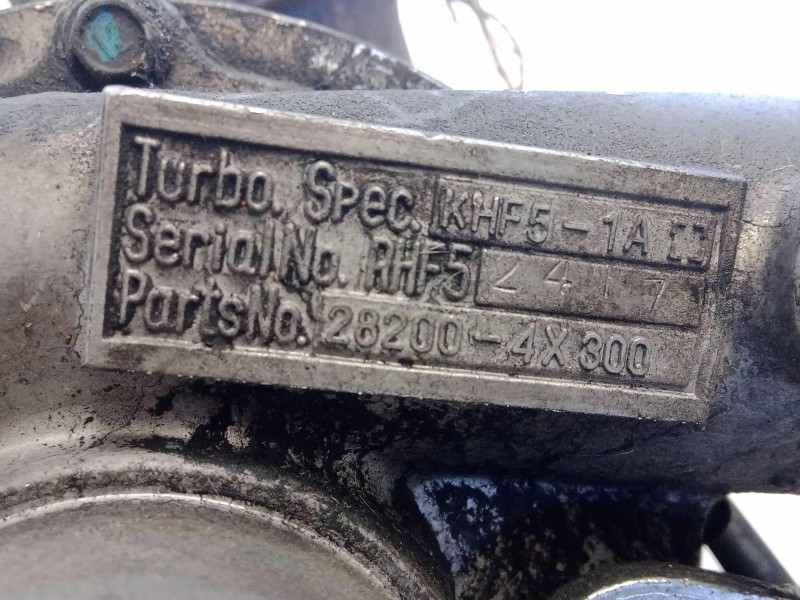 Turbo. Spec. KHF5-1A
Serial No. RHF5 2417
Parts No. 28200-4X300